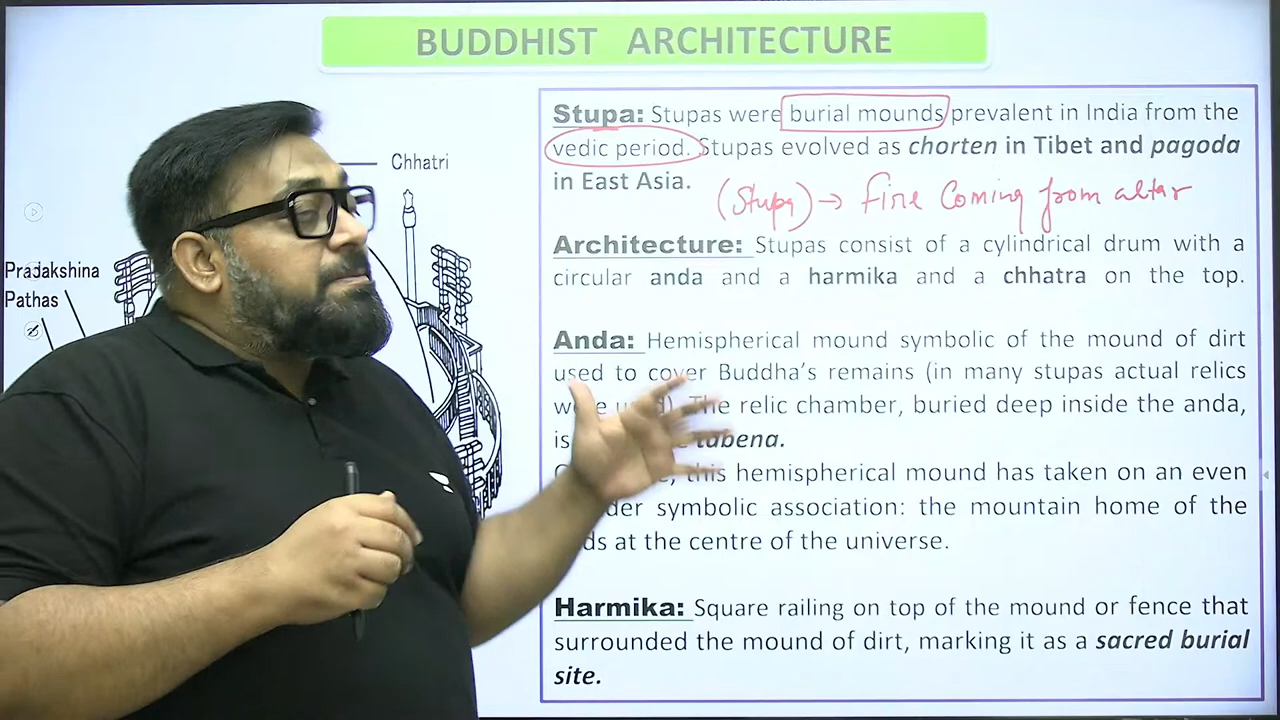 BUDDHIST ARCHITECTURE
Chhatri
Pradakshina
Pathas
Stupa: Stupas were burial mounds prevalent in India from the
vedic period. Stupas evolved as chorten in Tibet and pagoda
in East Asia.
(Stupa) → Fire Coming from altar
Architecture: Stupas consist of a cylindrical drum with a
circular anda and a harmika and a chhatra on the top.
Anda: Hemispherical mound symbolic of the mound of dirt
used to cover Buddha's remains (in many stupas actual relics
The relic chamber, buried deep inside the anda,
is tabena.
this hemispherical mound has taken on an even
symbolic association: the mountain home of the
at the centre of the universe.
Harmika: Square railing on top of the mound or fence that
surrounded the mound of dirt, marking it as a sacred burial
site.